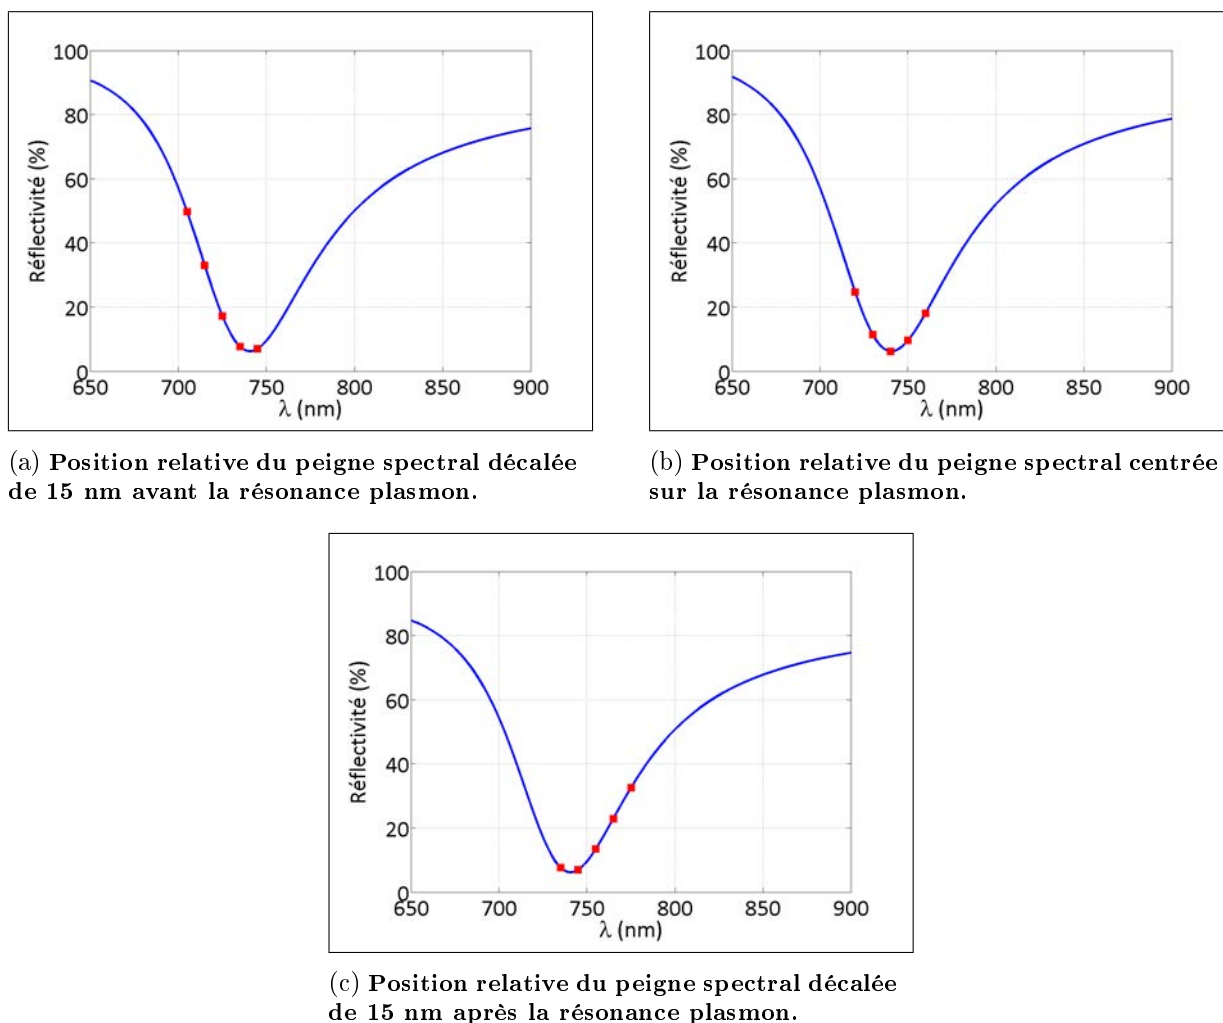 100
80
60
40
20
0
Réflectivité (%)
650 700 750 800 850 900
λ (nm)
(a) Position relative du peigne spectral décalée
de 15 nm avant la résonance plasmon.
100
80
60
40
20
0
Réflectivité (%)
650 700 750 800 850 900
λ (nm)
(b) Position relative du peigne spectral centrée
sur la résonance plasmon.
100
80
60
40
20
0
Réflectivité (%)
650 700 750 800 850 900
λ (nm)
(c) Position relative du peigne spectral décalée
de 15 nm après la résonance plasmon.